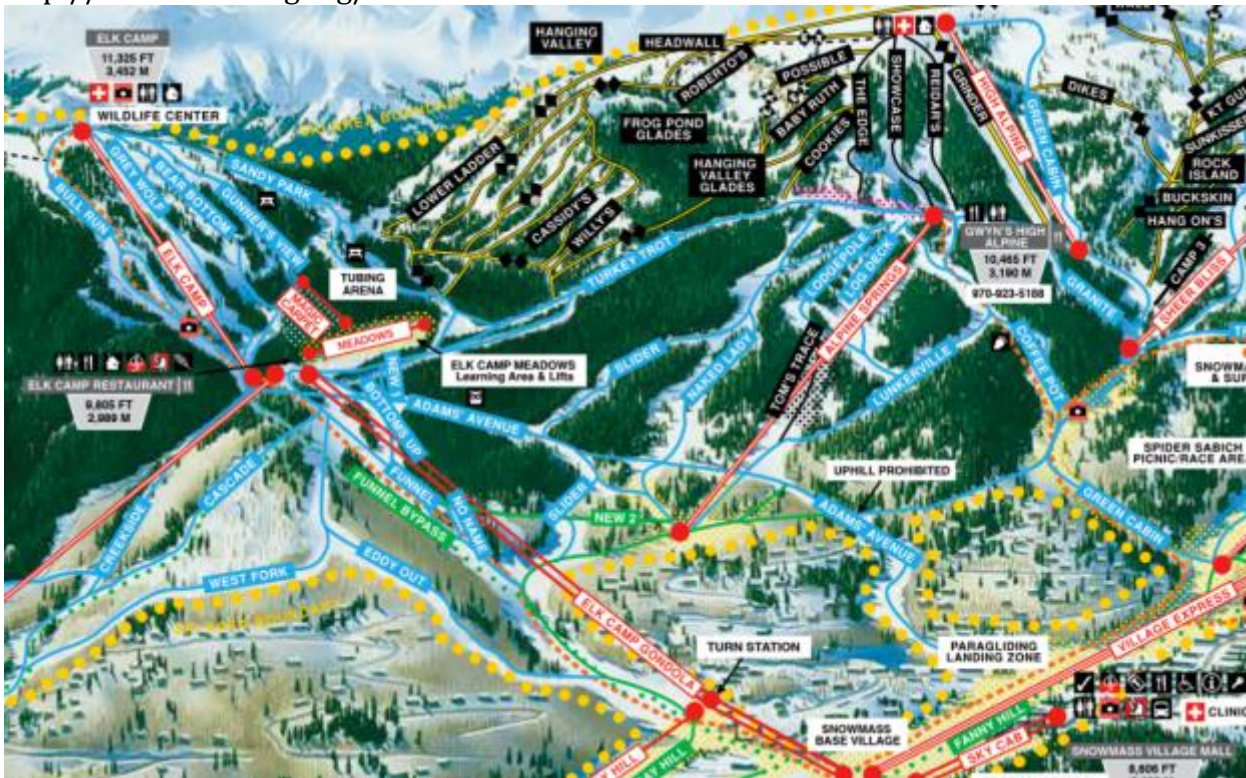 ELK CAMP
11,325 FT
3,452 M
WILDLIFE CENTER
HANGING
VALLEY
HEADWALL
ROBERTO'S
POSSIBLE
BABY RUTH
COOKIES
THE EDGE
SHOWCASE
REIDAR'S
GRINDER
HIGH ALPINE
GREEN CABIN
DIKES
SUNKISSED
ROCK
ISLAND
BUCKSKIN
HANG ON'S
CAMP 3
SHEER BLISS
GRANITE
FROG POND
GLADES
HANGING
VALLEY
GLADES
LOWER LADDER
CASSIDY'S
WILLY'S
SANDY PARK
GUNNER'S VIEW
BEAR BOTTOM
GREY WOLF
BULL RUN
ELK CAMP
TUBING
ARENA
MAGIC
CARPET
MEADOWS
TURKEY TROT
GWYN'S HIGH
ALPINE
10,465 FT
3,190 M
970-923-5188
ELK CAMP MEADOWS
Learning Area & Lifts
ELK CAMP RESTAURANT
9,805 FT
2,989 M
NEW 1
BOTTOMS UP
ADAMS' AVENUE
SLIDER
NAKED LADY
LODGEPOLE
LOG DECK
TOM'S TRACE
ALPINE SPRINGS
LUNKERVILLE
COFFEE POT
SPIDER SABICH
PICNIC/RACE AREA
UPHILL PROHIBITED
CASCADE
CREEKSIDE
WEST FORK
EDDY OUT
FUNNEL BYPASS
FUNNEL
NO NAME
SLIDER
NEW 2
ADAMS' AVENUE
GREEN CABIN
ELK CAMP GONDOLA
TURN STATION
PARAGLIDING
LANDING ZONE
VILLAGE EXPRESS
SNOWMASS
BASE VILLAGE
FANNY HILL
SKY CAB
CLINIC
SNOWMASS VILLAGE MALL
8,606 FT